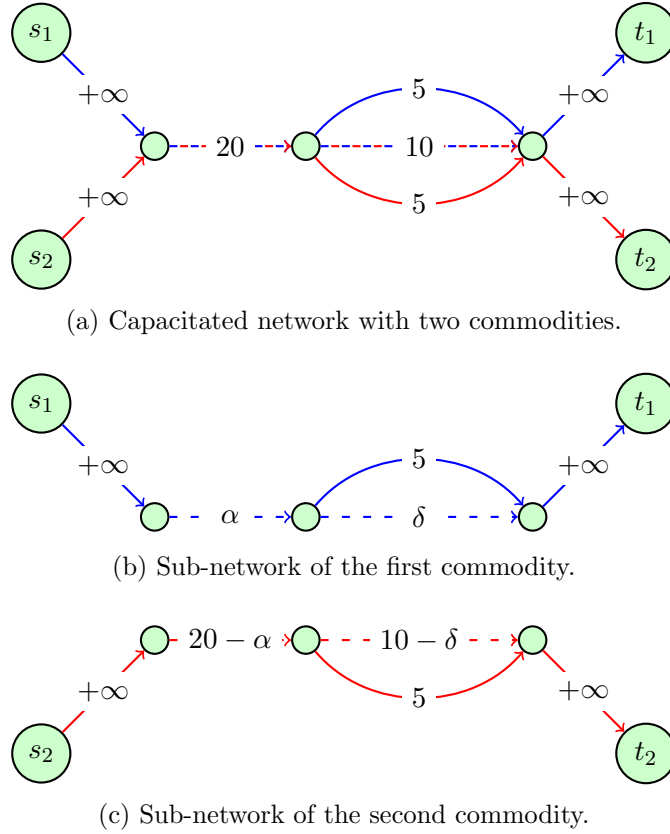 s₁
t₁
+∞ 5 +∞
20 10
+∞ 5 +∞
s₂ t₂
(a) Capacitated network with two commodities.
s₁ t₁
+∞ 5 +∞
α δ
(b) Sub-network of the first commodity.
20 − α 10 − δ
+∞ 5 +∞
s₂ t₂
(c) Sub-network of the second commodity.